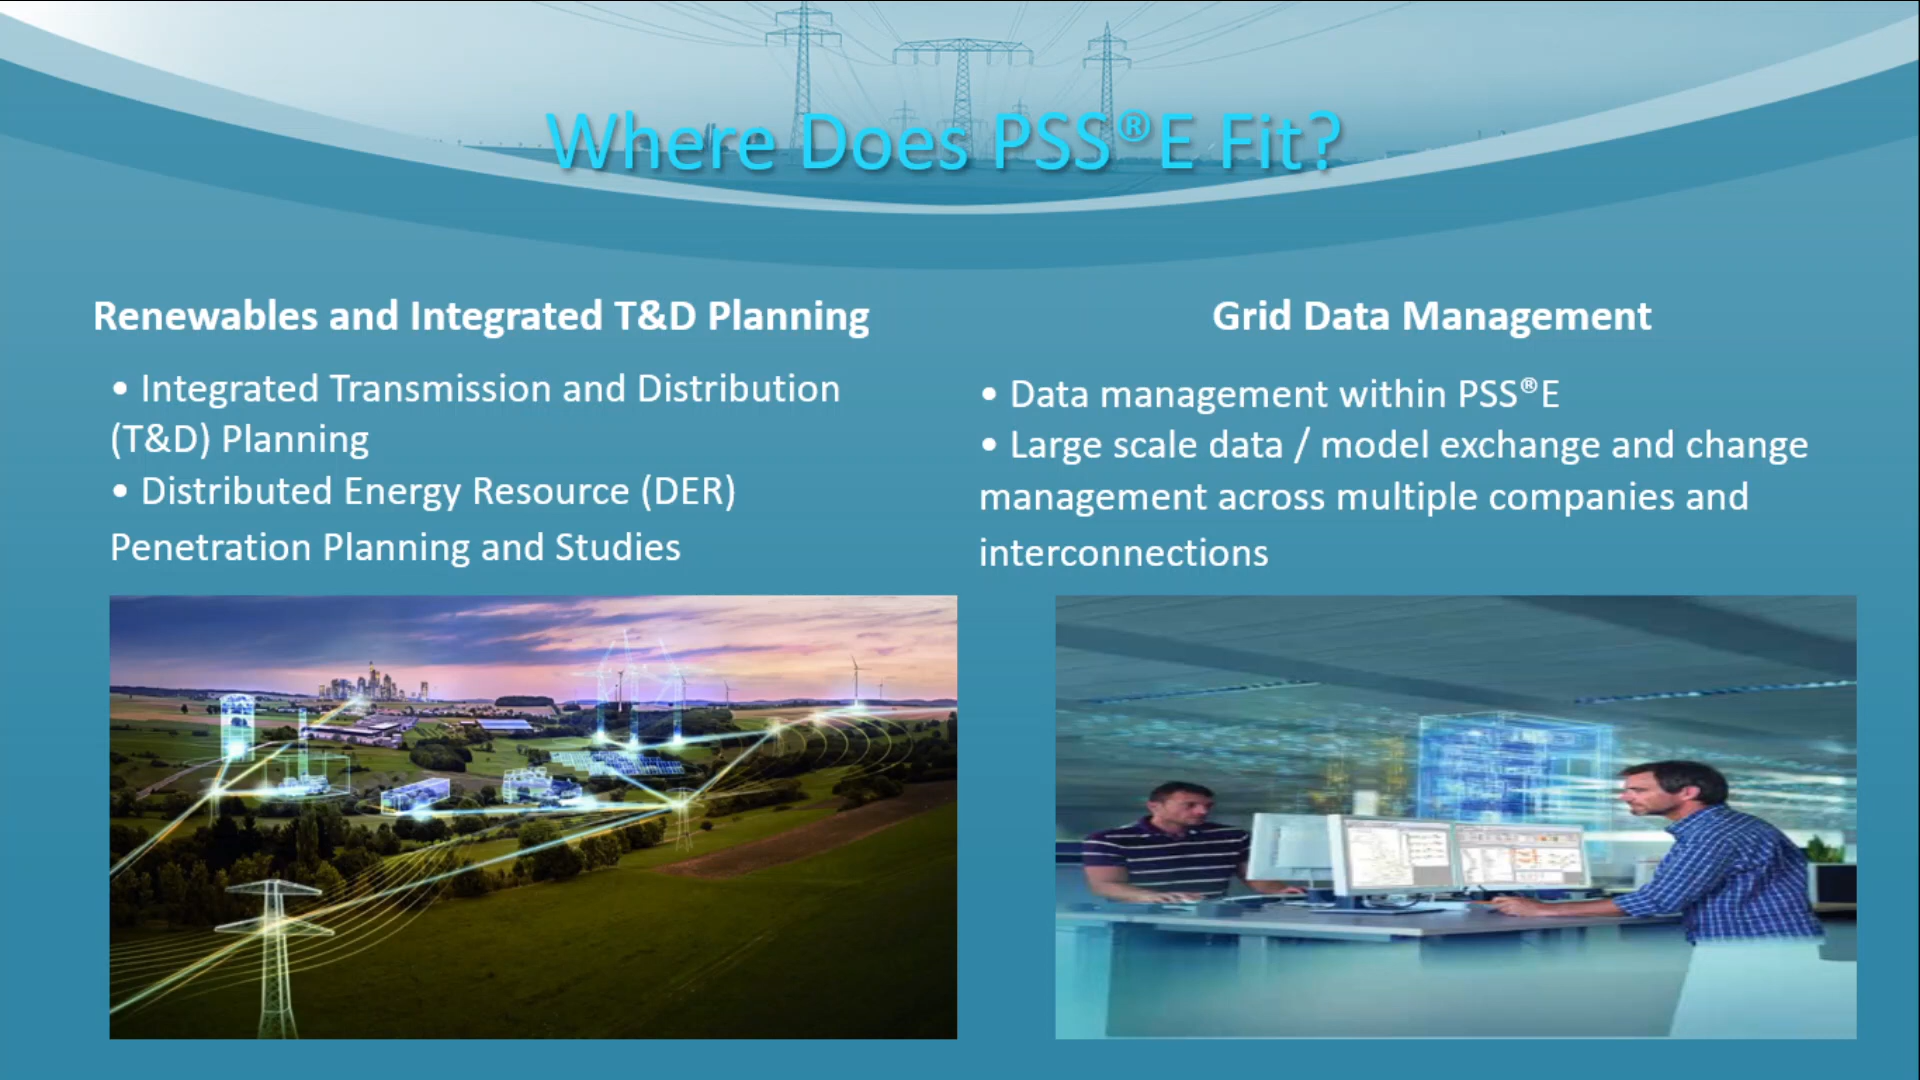 Where Does PSS®E Fit?
Renewables and Integrated T&D Planning
• Integrated Transmission and Distribution
(T&D) Planning
• Distributed Energy Resource (DER)
Penetration Planning and Studies
Grid Data Management
• Data management within PSS®E
• Large scale data / model exchange and change
management across multiple companies and
interconnections